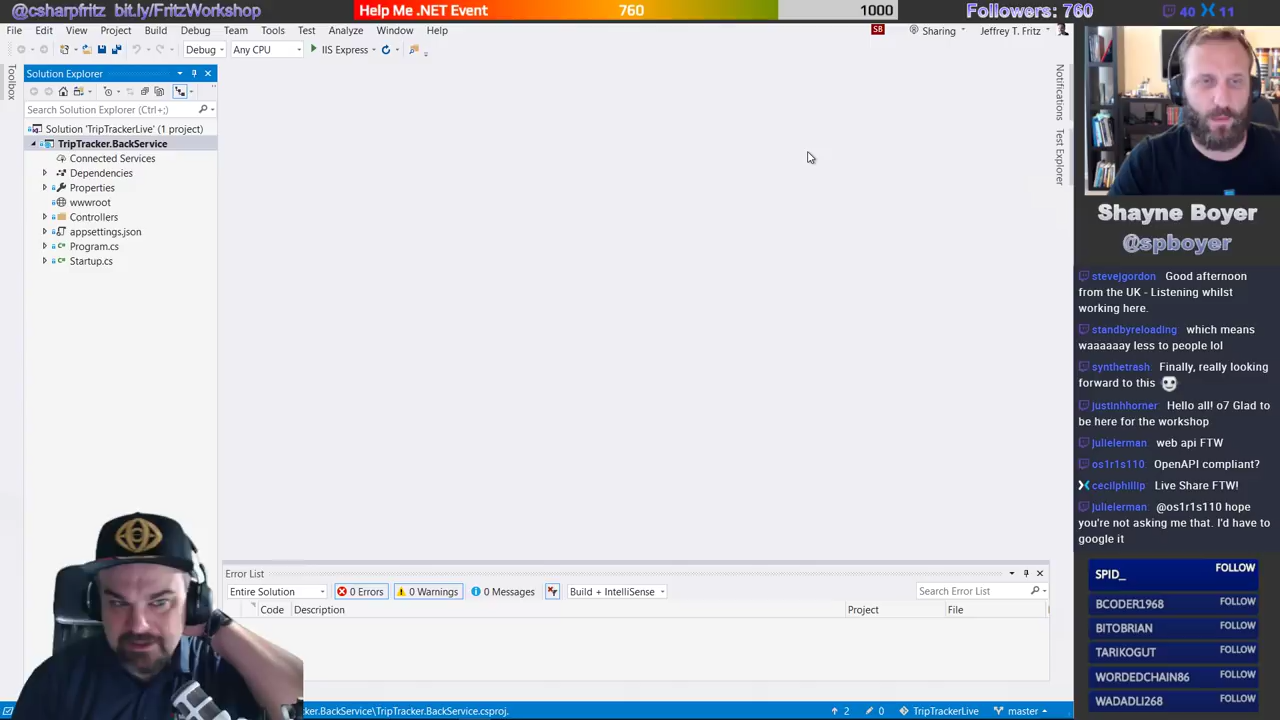 @csharpfritz bit.ly/FritzWorkshop
Help Me .NET Event
760
1000
Followers: 760
40
11
File Edit View Project Build Debug Team Tools Test Analyze Window Help
SB
Sharing
Jeffrey T. Fritz
Debug
Any CPU
IIS Express
Toolbox
Solution Explorer
Search Solution Explorer (Ctrl+;)
Solution 'TripTrackerLive' (1 project)
TripTracker.BackService
Connected Services
Dependencies
Properties
wwwroot
Controllers
appsettings.json
Program.cs
Startup.cs
Notifications
Test Explorer
Error List
Entire Solution
0 Errors
0 Warnings
0 Messages
Build + IntelliSense
Search Error List
Code
Description
Project
File
ker.BackService\TripTracker.BackService.csproj.
2
0
TripTrackerLive
master
Shayne Boyer
@spboyer
stevejgordon Good afternoon
from the UK - Listening whilst
working here.
standbyreloading which means
waaaaaay less to people lol
synthetrash Finally, really looking
forward to this
justinhhorner Hello all! o7 Glad to
be here for the workshop
julielerman web api FTW
os1r1s110 OpenAPI compliant?
cecilphillip Live Share FTW!
julielerman @os1r1s110 hope
you're not asking me that. I'd have to
google it
SPID_ FOLLOW
BCODER1968 FOLLOW
BITOBRIAN FOLLOW
TARIKOGUT FOLLOW
WORDEDCHAIN86 FOLLOW
WADADLI268 FOLLOW